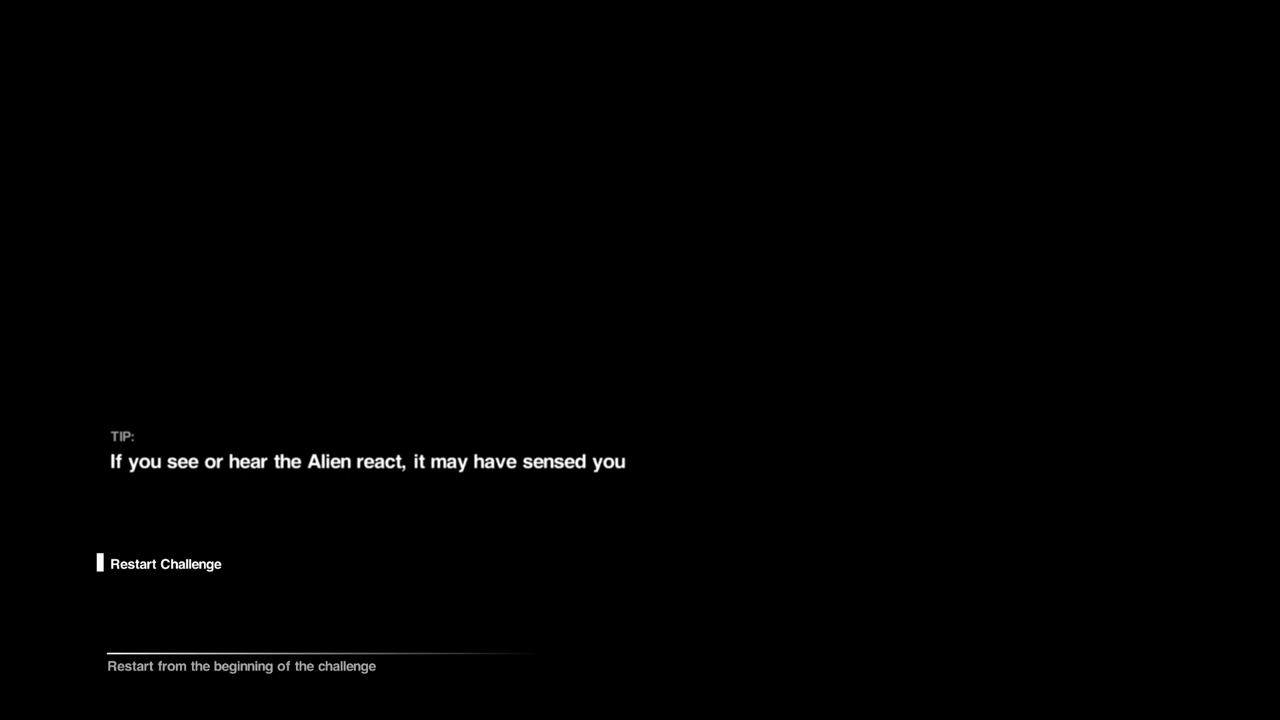 TIP:
If you see or hear the Alien react, it may have sensed you
Restart Challenge
Restart from the beginning of the challenge